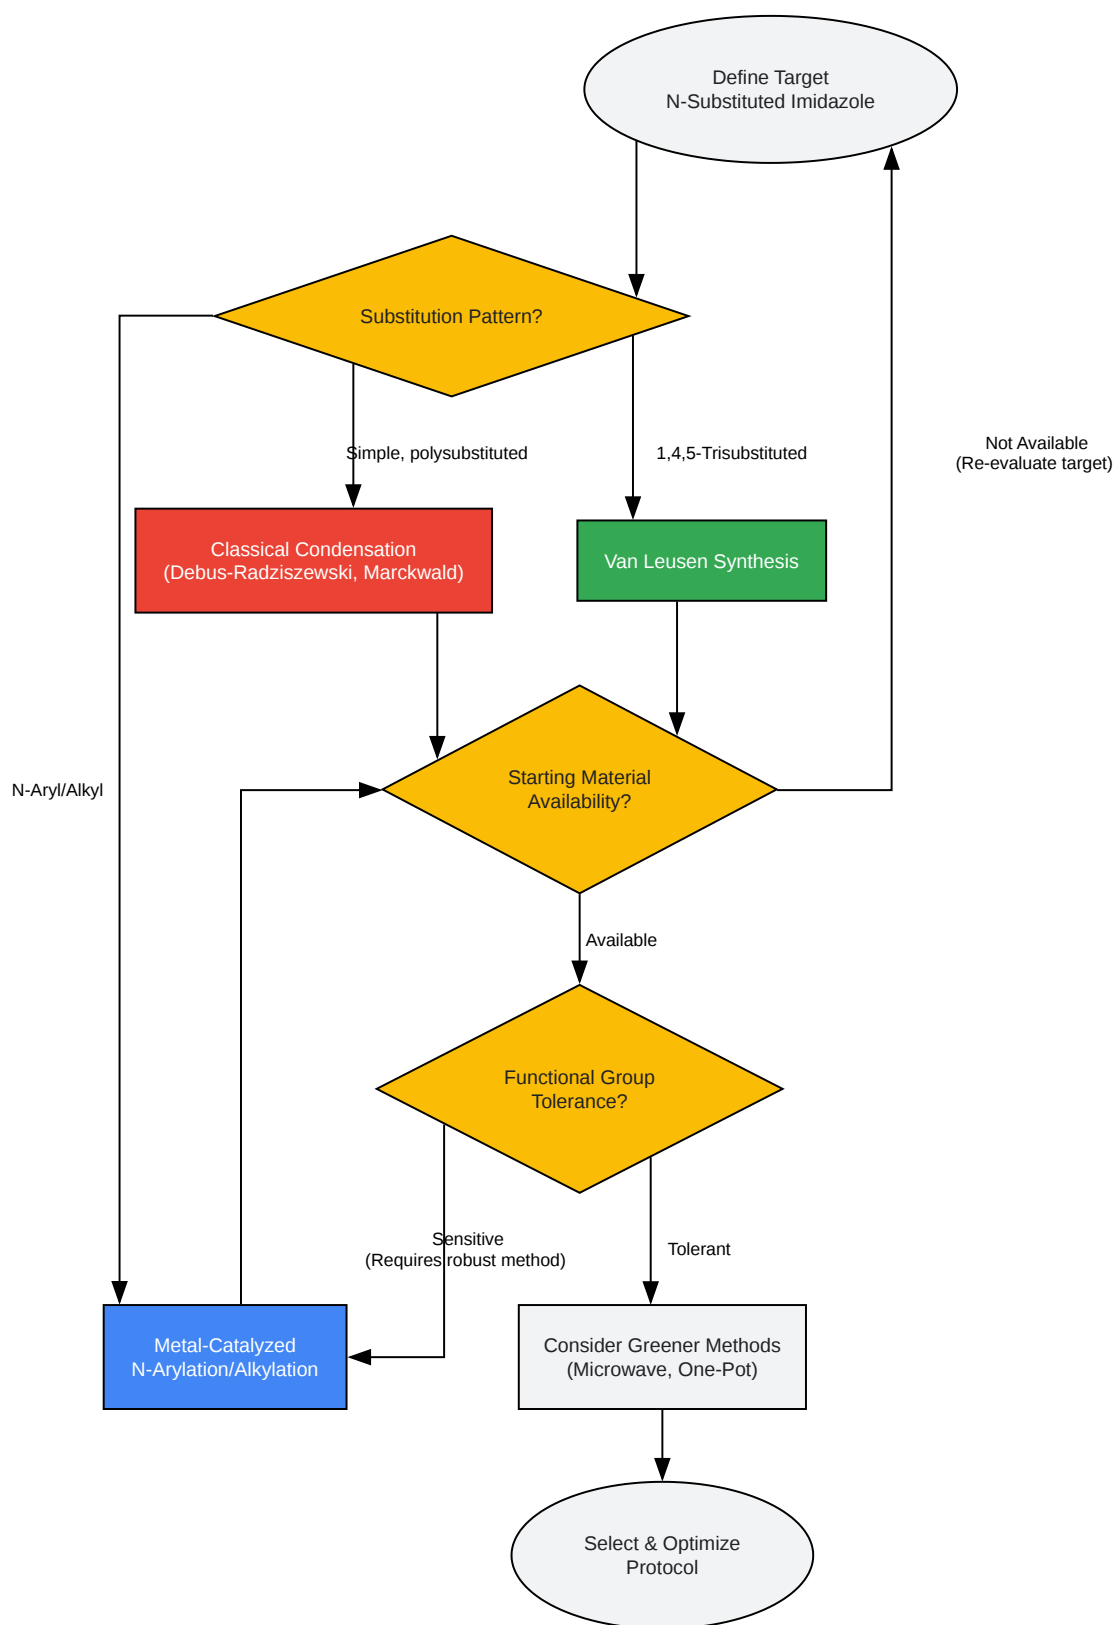 Define Target
N-Substituted Imidazole
Substitution Pattern?
Simple, polysubstituted
1,4,5-Trisubstituted
Not Available
(Re-evaluate target)
Classical Condensation
(Debus-Radziszewski, Marckwald)
Van Leusen Synthesis
N-Aryl/Alkyl
Starting Material
Availability?
Available
Functional Group
Tolerance?
Sensitive
(Requires robust method)
Tolerant
Metal-Catalyzed
N-Arylation/Alkylation
Consider Greener Methods
(Microwave, One-Pot)
Select & Optimize
Protocol